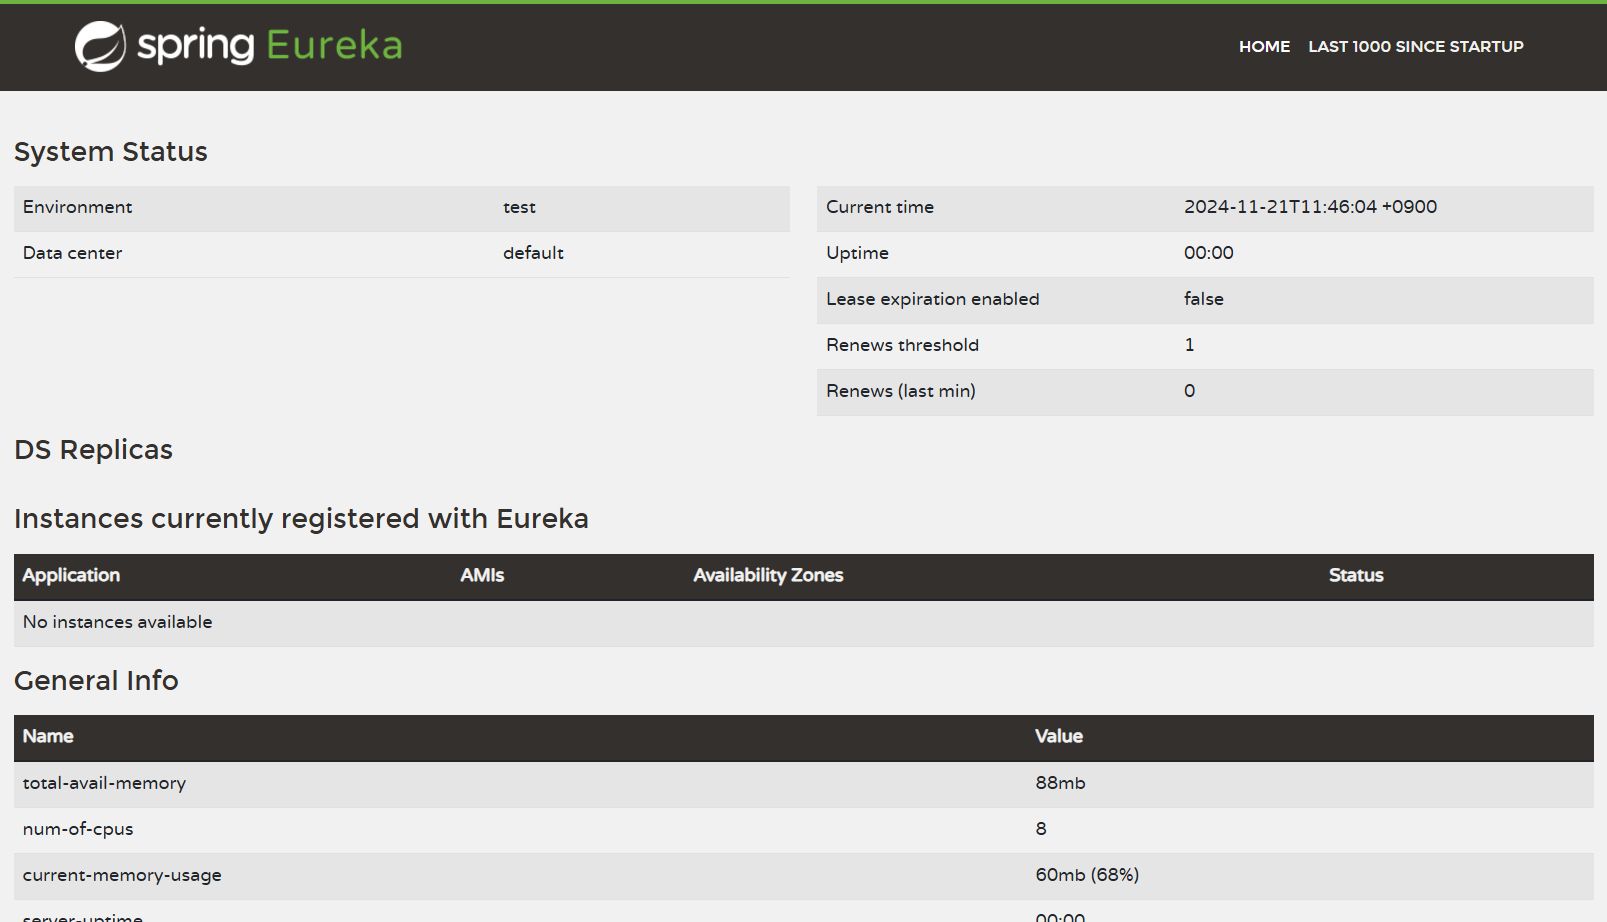 spring Eureka
HOME LAST 1000 SINCE STARTUP
System Status
Environment test
Data center default
Current time 2024-11-21T11:46:04 +0900
Uptime 00:00
Lease expiration enabled false
Renews threshold 1
Renews (last min) 0
DS Replicas
Instances currently registered with Eureka
Application AMIs Availability Zones Status
No instances available
General Info
Name Value
total-avail-memory 88mb
num-of-cpus 8
current-memory-usage 60mb (68%)
server-uptime 00:00